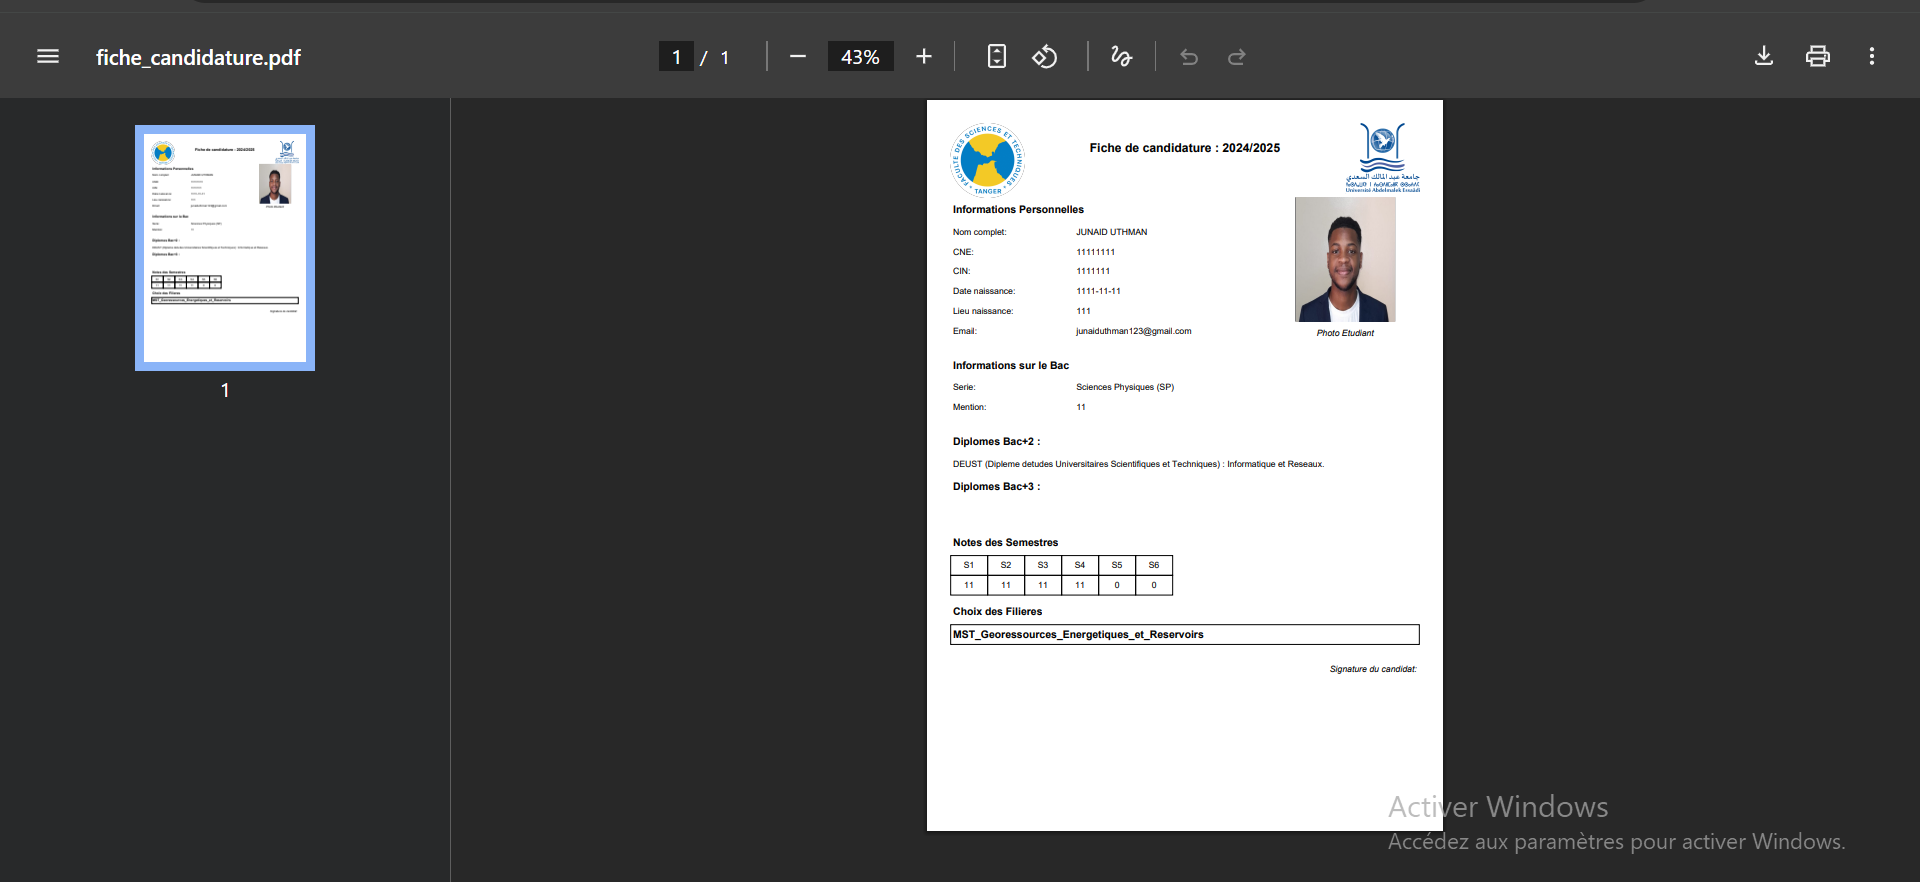 fiche_candidature.pdf
1 / 1
43%
1
FACULTE DES SCIENCES ET TECHNIQUES
TANGER
Fiche de candidature : 2024/2025
جامعة عبد المالك السعدي
Université Abdelmalek Essaâdi
Informations Personnelles
Nom complet: JUNAID UTHMAN
CNE: 11111111
CIN: 1111111
Date naissance: 1111-11-11
Lieu naissance: 111
Email: junaiduthman123@gmail.com
Photo Etudiant
Informations sur le Bac
Serie: Sciences Physiques (SP)
Mention: 11
Diplomes Bac+2 :
DEUST (Dipleme detudes Universitaires Scientifiques et Techniques) : Informatique et Reseaux.
Diplomes Bac+3 :
Notes des Semestres
S1 S2 S3 S4 S5 S6
11 11 11 11 0 0
Choix des Filieres
MST_Georessources_Energetiques_et_Reservoirs
Signature du candidat:
Activer Windows
Accédez aux paramètres pour activer Windows.